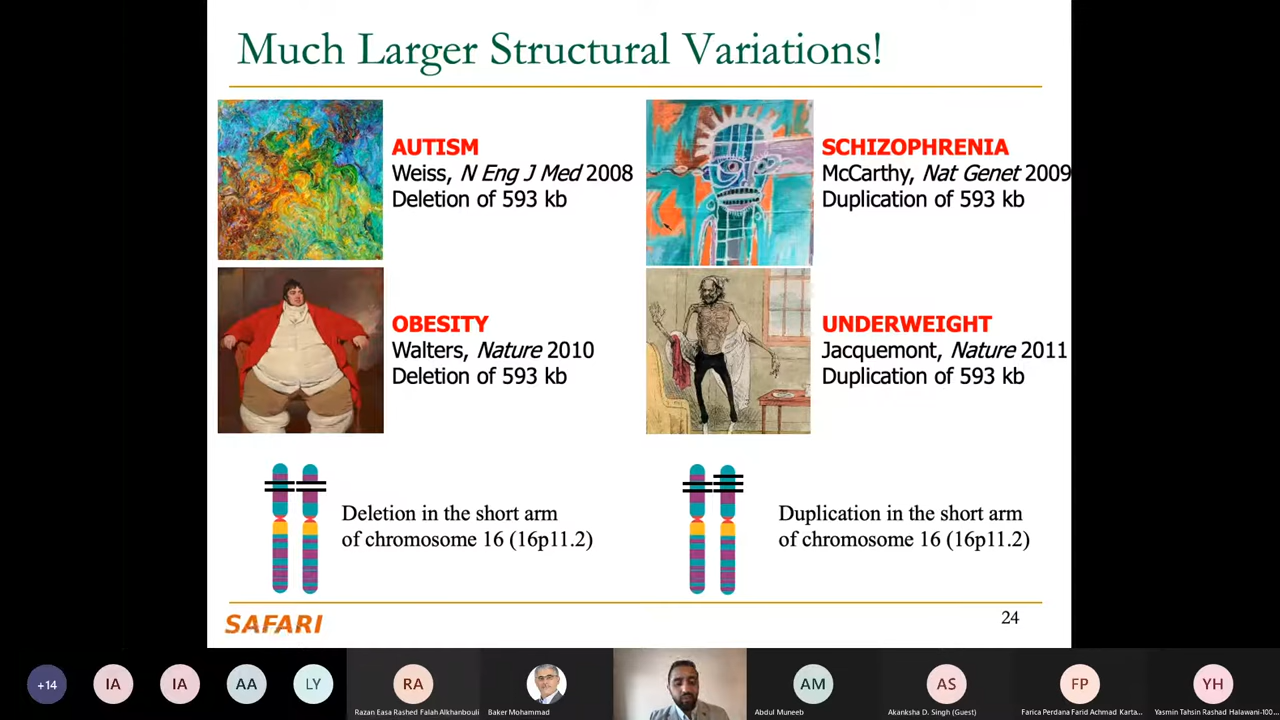 Much Larger Structural Variations!
AUTISM
Weiss, N Eng J Med 2008
Deletion of 593 kb
SCHIZOPHRENIA
McCarthy, Nat Genet 2009
Duplication of 593 kb
OBESITY
Walters, Nature 2010
Deletion of 593 kb
UNDERWEIGHT
Jacquemont, Nature 2011
Duplication of 593 kb
Deletion in the short arm
of chromosome 16 (16p11.2)
Duplication in the short arm
of chromosome 16 (16p11.2)
SAFARI
24
+14
IA
IA
AA
LY
RA
AM
AS
FP
YH
Razan Easa Rashed Falah Alkhanbouli
Baker Mohammad
Abdul Muneeb
Akanksha D. Singh (Guest)
Farica Perdana Farid Achmad Karta...
Yasmin Tahsin Rashad Halawani-100...